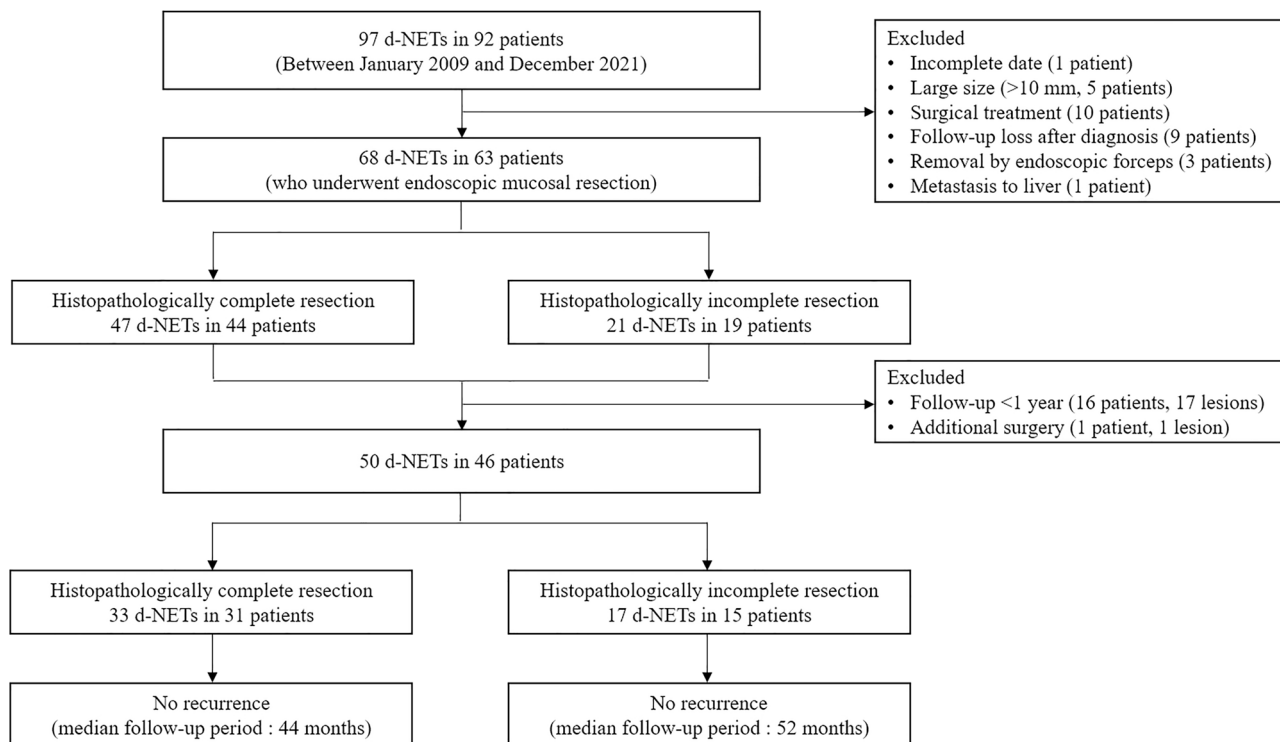 97 d-NETs in 92 patients
(Between January 2009 and December 2021)
Excluded
• Incomplete date (1 patient)
• Large size (>10 mm, 5 patients)
• Surgical treatment (10 patients)
• Follow-up loss after diagnosis (9 patients)
• Removal by endoscopic forceps (3 patients)
• Metastasis to liver (1 patient)
68 d-NETs in 63 patients
(who underwent endoscopic mucosal resection)
Histopathologically complete resection
47 d-NETs in 44 patients
Histopathologically incomplete resection
21 d-NETs in 19 patients
Excluded
• Follow-up <1 year (16 patients, 17 lesions)
• Additional surgery (1 patient, 1 lesion)
50 d-NETs in 46 patients
Histopathologically complete resection
33 d-NETs in 31 patients
Histopathologically incomplete resection
17 d-NETs in 15 patients
No recurrence
(median follow-up period : 44 months)
No recurrence
(median follow-up period : 52 months)